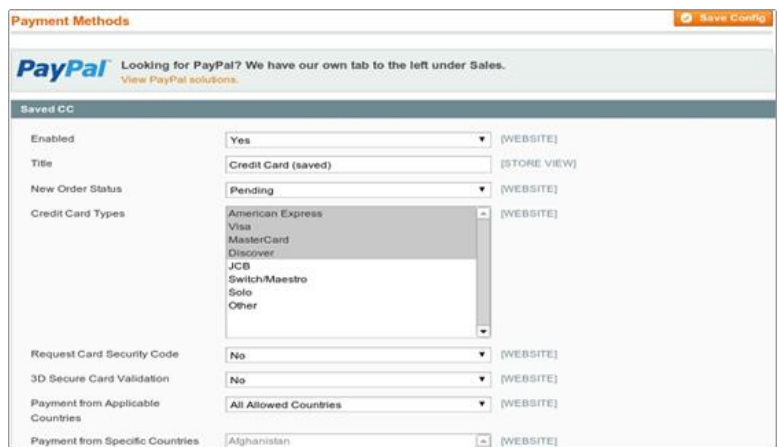 Payment Methods
Save Config
PayPal
Looking for PayPal? We have our own tab to the left under Sales.
View PayPal solutions.
Saved CC
Enabled Yes [WEBSITE]
Title Credit Card (saved) [STORE VIEW]
New Order Status Pending [WEBSITE]
Credit Card Types American Express [WEBSITE]
Visa
MasterCard
Discover
JCB
Switch/Maestro
Solo
Other
Request Card Security Code No [WEBSITE]
3D Secure Card Validation No [WEBSITE]
Payment from Applicable All Allowed Countries [WEBSITE]
Countries
Payment from Specific Countries Afghanistan [WEBSITE]